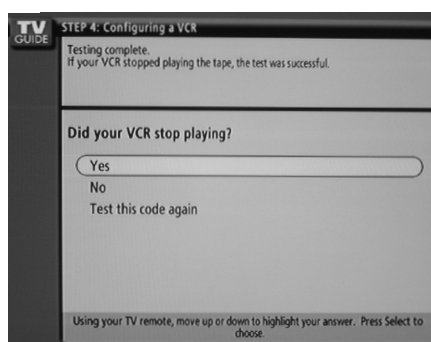 TV
GUIDE
STEP 4: Configuring a VCR
Testing complete.
If your VCR stopped playing the tape, the test was successful.
Did your VCR stop playing?
Yes
No
Test this code again
Using your TV remote, move up or down to highlight your answer. Press Select to
choose.